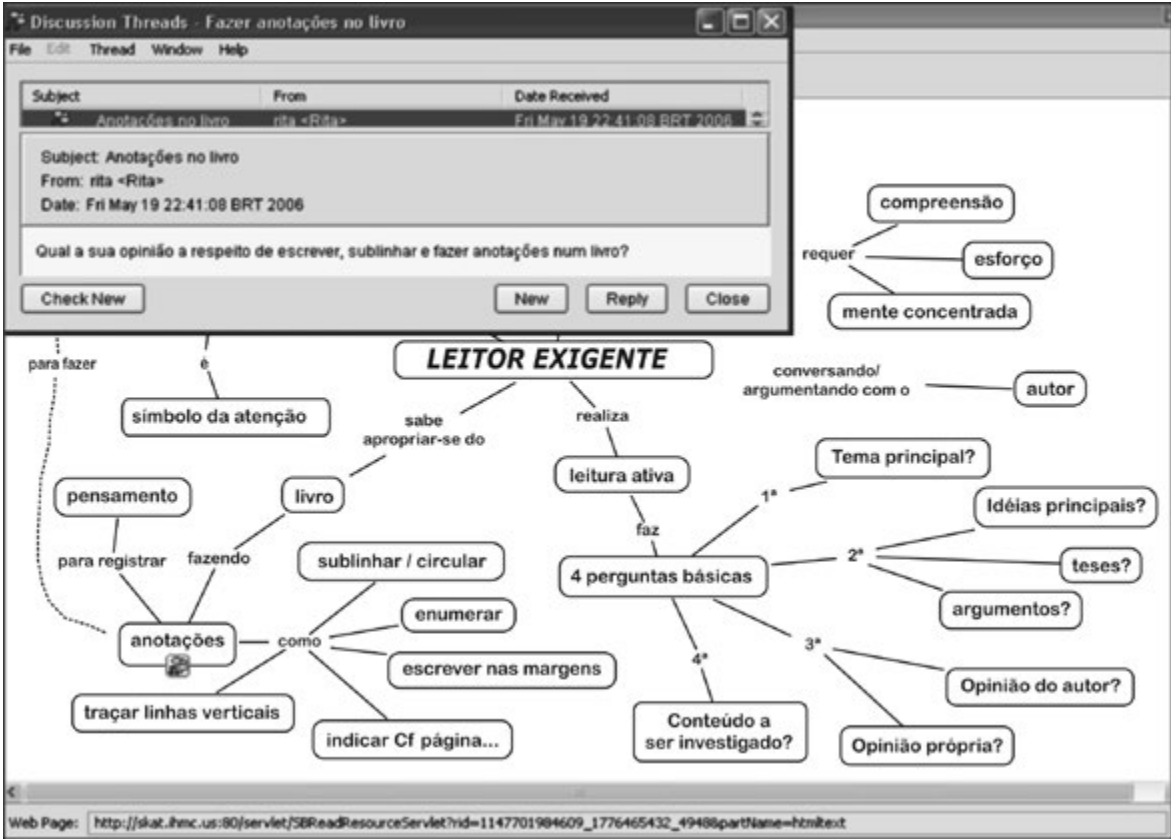 Discussion Threads - Fazer anotações no livro
File Edit Thread Window Help
Subject From Date Received
Anotações no livro rita <Rita> Fri May 19 22:41:08 BRT 2006
Subject: Anotações no livro
From: rita <Rita>
Date: Fri May 19 22:41:08 BRT 2006
Qual a sua opinião a respeito de escrever, sublinhar e fazer anotações num livro?
Check New New Reply Close
compreensão
requer
esforço
mente concentrada
para fazer
é
LEITOR EXIGENTE
conversando/
argumentando com o
autor
símbolo da atenção
sabe
apropriar-se do
realiza
Tema principal?
pensamento
livro
leitura ativa
1ª
Idéias principais?
para registrar
fazendo
sublinhar / circular
faz
4 perguntas básicas
2ª
teses?
argumentos?
enumerar
anotações
como
3ª
escrever nas margens
4ª
Opinião do autor?
traçar linhas verticais
indicar Cf página...
Conteúdo a
ser investigado?
Opinião própria?
Web Page: http://skat.ihmc.us:80/servlet/SBReadResourceServlet?rid=1147701984609_1776465432_4948&partName=htmltext